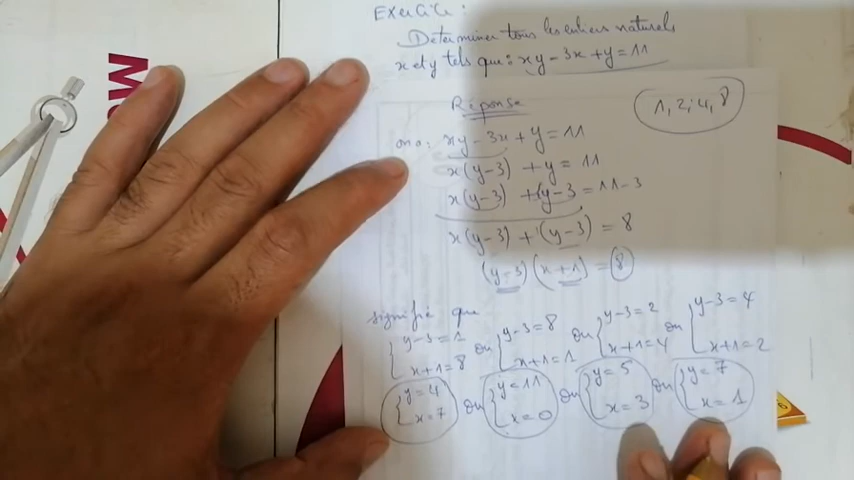 Exercice :
Déterminer tous les entiers naturels
x et y tels que : xy - 3x + y = 11
Réponse
1, 2, 4, 8
on a : xy - 3x + y = 11
x(y-3) + y = 11
x(y-3) + y-3 = 11-3
x(y-3) + 1(y-3) = 8
(y-3)(x+1) = 8
signifie que
{y-3=1 ou {y-3=8 ou {y-3=2 ou {y-3=4
x+1=8 x+1=1 x+1=4 x+1=2
{y=4 ou {y=11 ou {y=5 ou {y=7
x=7 x=0 x=3 x=1